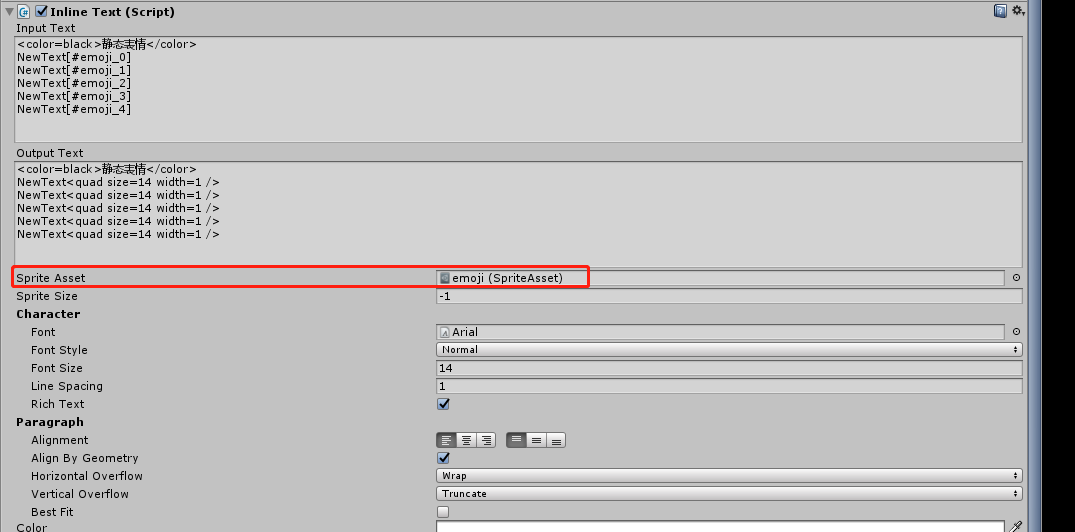 Inline Text (Script)
Input Text
<color=black>静态表情</color>
NewText[#emoji_0]
NewText[#emoji_1]
NewText[#emoji_2]
NewText[#emoji_3]
NewText[#emoji_4]
Output Text
<color=black>静态表情</color>
NewText<quad size=14 width=1 />
NewText<quad size=14 width=1 />
NewText<quad size=14 width=1 />
NewText<quad size=14 width=1 />
NewText<quad size=14 width=1 />
Sprite Asset emoji (SpriteAsset)
Sprite Size -1
Character
Font Arial
Font Style Normal
Font Size 14
Line Spacing 1
Rich Text
Paragraph
Alignment
Align By Geometry
Horizontal Overflow Wrap
Vertical Overflow Truncate
Best Fit
Color